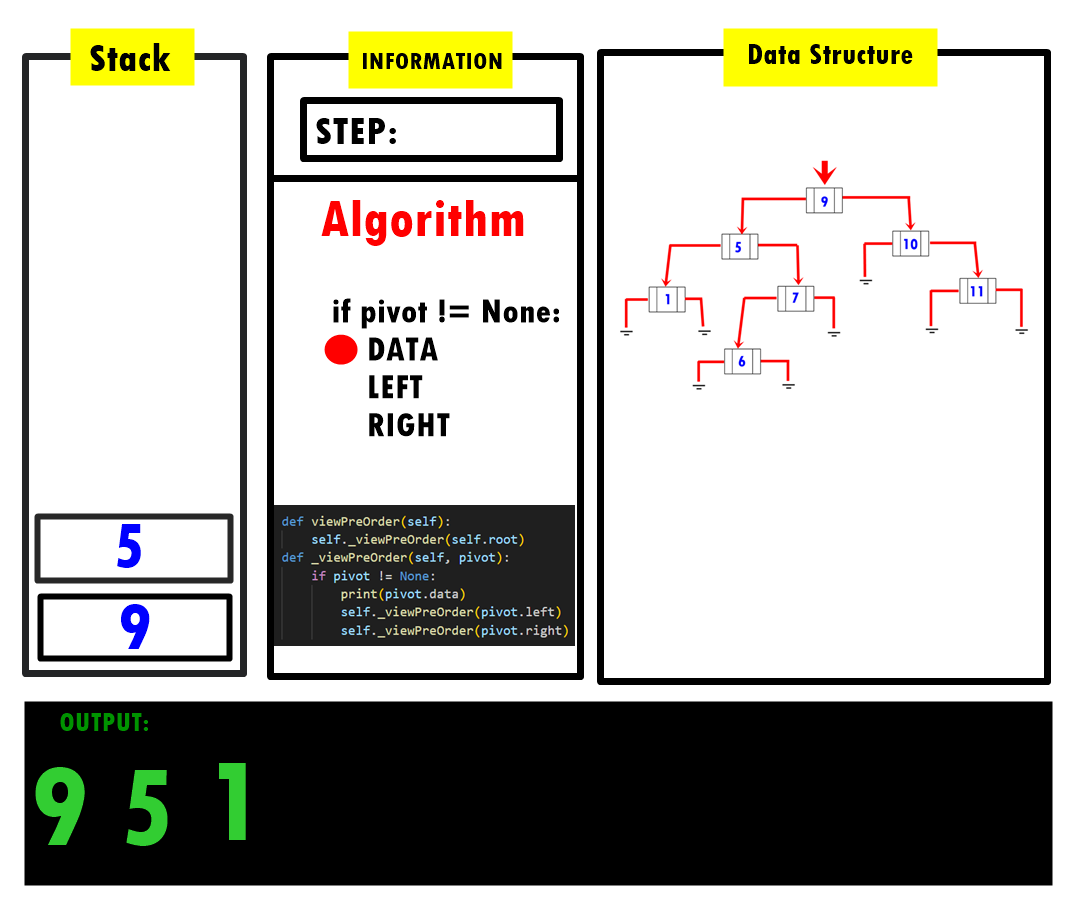 Stack
5
9
INFORMATION
STEP:
Algorithm
if pivot != None:
DATA
LEFT
RIGHT
def viewPreOrder(self):
    self._viewPreOrder(self.root)
def _viewPreOrder(self, pivot):
    if pivot != None:
        print(pivot.data)
        self._viewPreOrder(pivot.left)
        self._viewPreOrder(pivot.right)
Data Structure
9
5
10
1
7
11
6
OUTPUT:
9 5 1